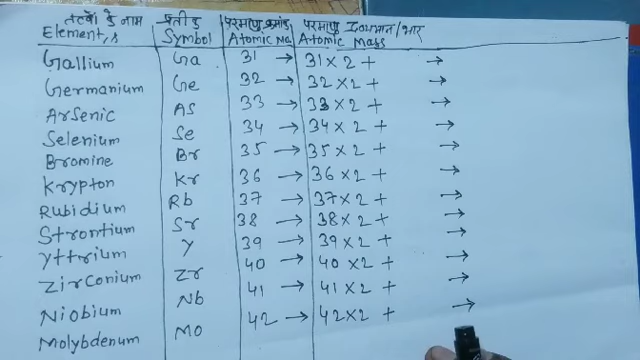 तत्वों के नाम प्रतीक परमाणु क्रमांक परमाणु द्रव्यमान/भार
Element,s Symbol Atomic No Atomic Mass
Gallium Ga 31 → 31×2 + →
Germanium Ge 32 → 32×2 + →
Arsenic As 33 → 33×2 + →
Selenium Se 34 → 34×2 + →
Bromine Br 35 → 35×2 + →
Krypton Kr 36 → 36×2 + →
Rubidium Rb 37 → 37×2 + →
Strontium Sr 38 → 38×2 + →
Yttrium Y 39 → 39×2 + →
Zirconium Zr 40 → 40×2 + →
Niobium Nb 41 → 41×2 + →
Molybdenum Mo 42 → 42×2 + →